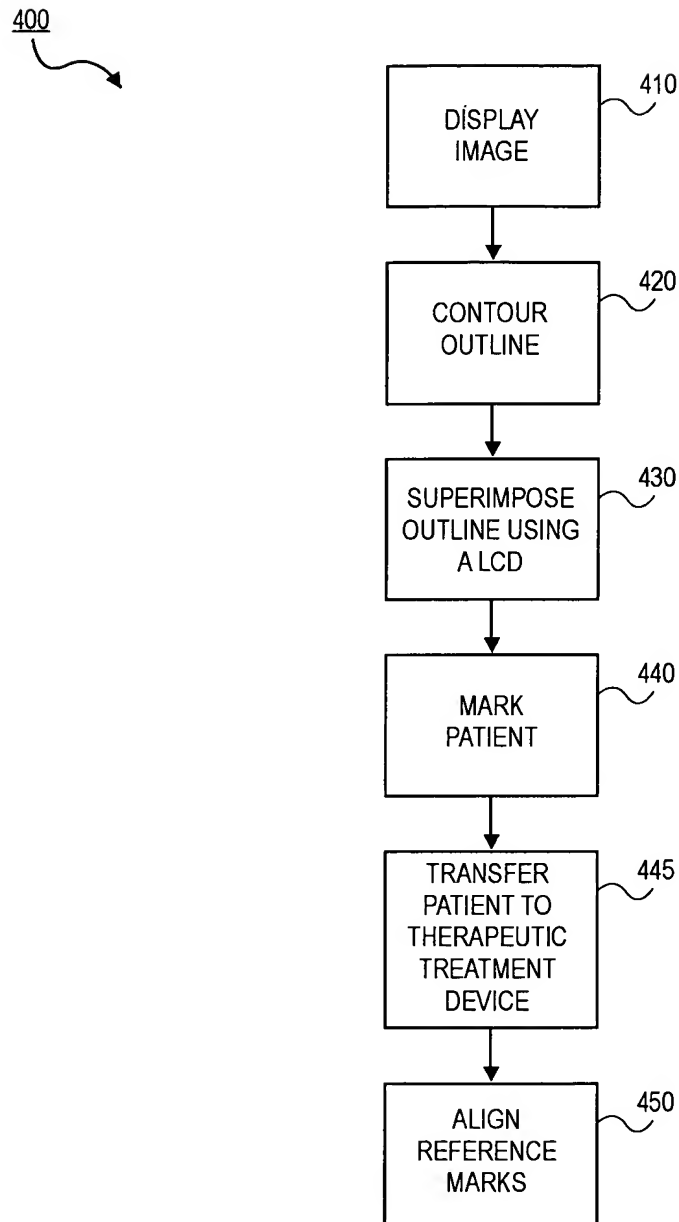 400
410
DISPLAY
IMAGE
420
CONTOUR
OUTLINE
430
SUPERIMPOSE
OUTLINE USING
A LCD
440
MARK
PATIENT
445
TRANSFER
PATIENT TO
THERAPEUTIC
TREATMENT
DEVICE
450
ALIGN
REFERENCE
MARKS